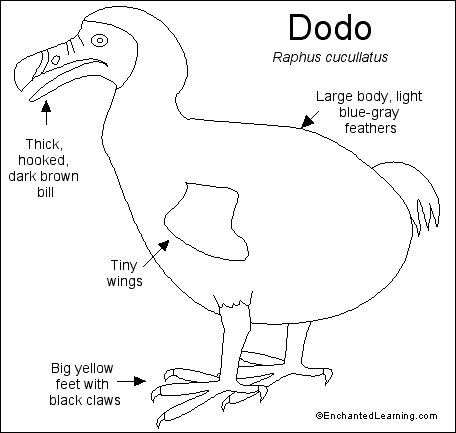 Dodo
Raphus cucullatus
Large body, light
blue-gray
feathers
Thick,
hooked,
dark brown
bill
Tiny
wings
Big yellow
feet with
black claws
©EnchantedLearning.com